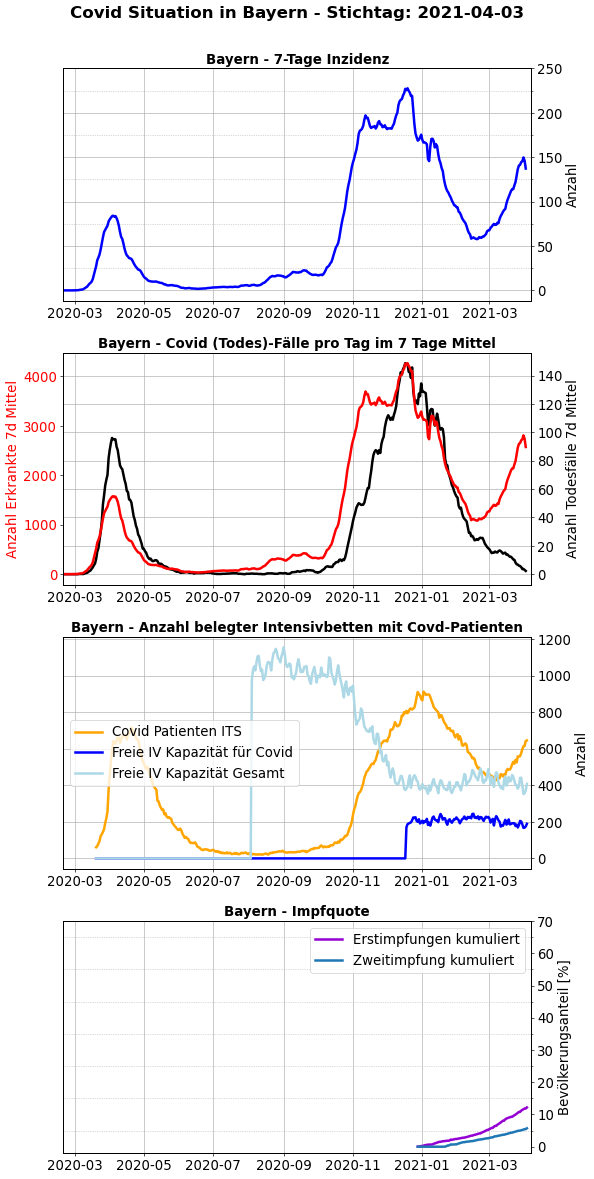 Covid Situation in Bayern - Stichtag: 2021-04-03
Bayern - 7-Tage Inzidenz
250
200
150
100
50
0
Anzahl
2020-03 2020-05 2020-07 2020-09 2020-11 2021-01 2021-03
Bayern - Covid (Todes)-Fälle pro Tag im 7 Tage Mittel
Anzahl Erkrankte 7d Mittel
4000
3000
2000
1000
0
140
120
100
80
60
40
20
0
Anzahl Todesfälle 7d Mittel
2020-03 2020-05 2020-07 2020-09 2020-11 2021-01 2021-03
Bayern - Anzahl belegter Intensivbetten mit Covd-Patienten
Covid Patienten ITS
Freie IV Kapazität für Covid
Freie IV Kapazität Gesamt
1200
1000
800
600
400
200
0
Anzahl
2020-03 2020-05 2020-07 2020-09 2020-11 2021-01 2021-03
Bayern - Impfquote
Erstimpfungen kumuliert
Zweitimpfung kumuliert
70
60
50
40
30
20
10
0
Bevölkerungsanteil [%]
2020-03 2020-05 2020-07 2020-09 2020-11 2021-01 2021-03